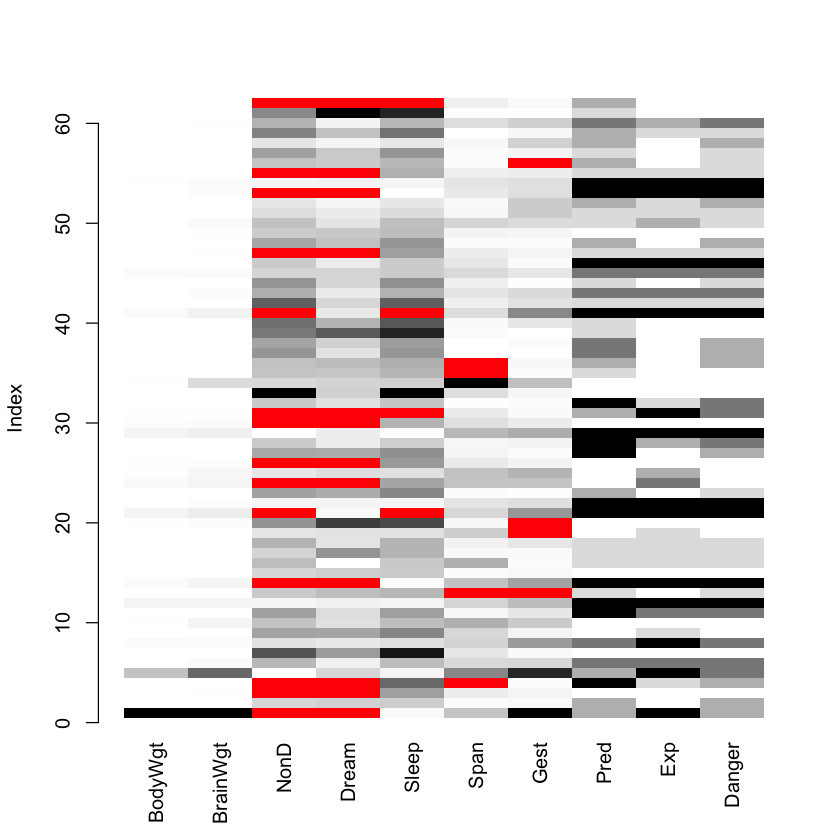 60
50
40
30
20
10
0
Index
BodyWgt
BrainWgt
NonD
Dream
Sleep
Span
Gest
Pred
Exp
Danger